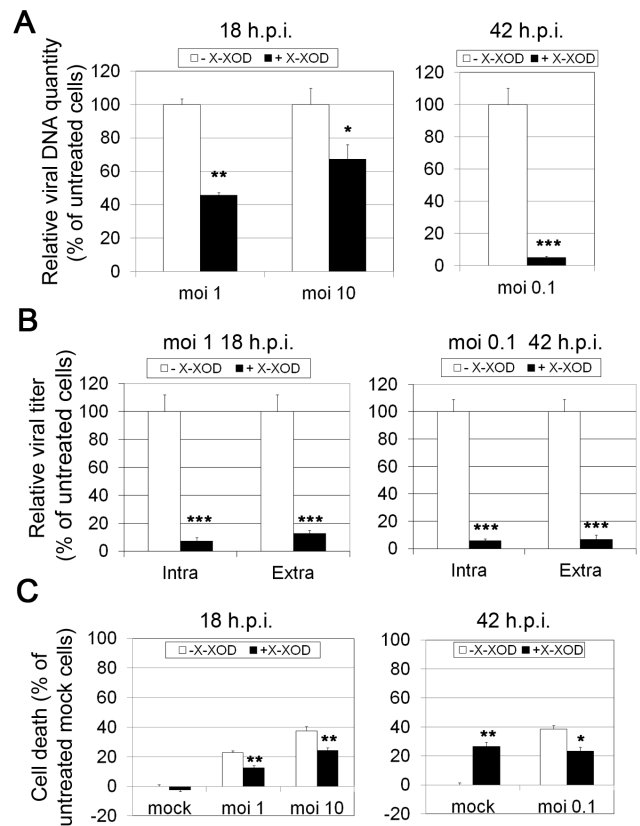 A
18 h.p.i.
42 h.p.i.
- X-XOD + X-XOD
- X-XOD + X-XOD
Relative viral DNA quantity
(% of untreated cells)
120
100
80
60
40
20
0
**
*
moi 1
moi 10
120
100
80
60
40
20
0
***
moi 0.1
B
moi 1 18 h.p.i.
moi 0.1 42 h.p.i.
- X-XOD + X-XOD
- X-XOD + X-XOD
Relative viral titer
(% of untreated cells)
120
100
80
60
40
20
0
***
***
Intra
Extra
120
100
80
60
40
20
0
***
***
Intra
Extra
C
18 h.p.i.
42 h.p.i.
-X-XOD +X-XOD
-X-XOD +X-XOD
Cell death (% of
untreated mock cells)
100
80
60
40
20
0
-20
**
**
mock
moi 1
moi 10
100
80
60
40
20
0
-20
**
*
mock
moi 0.1